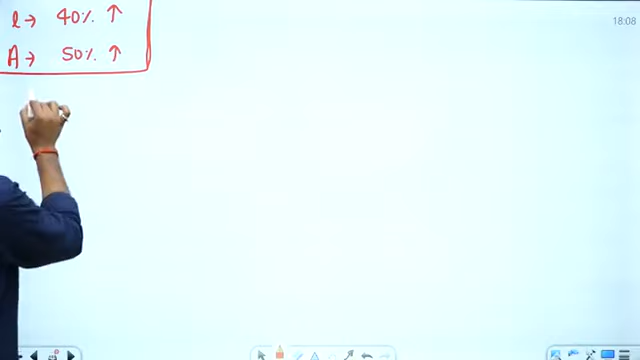 18:08
l → 40% ↑
A → 50% ↑